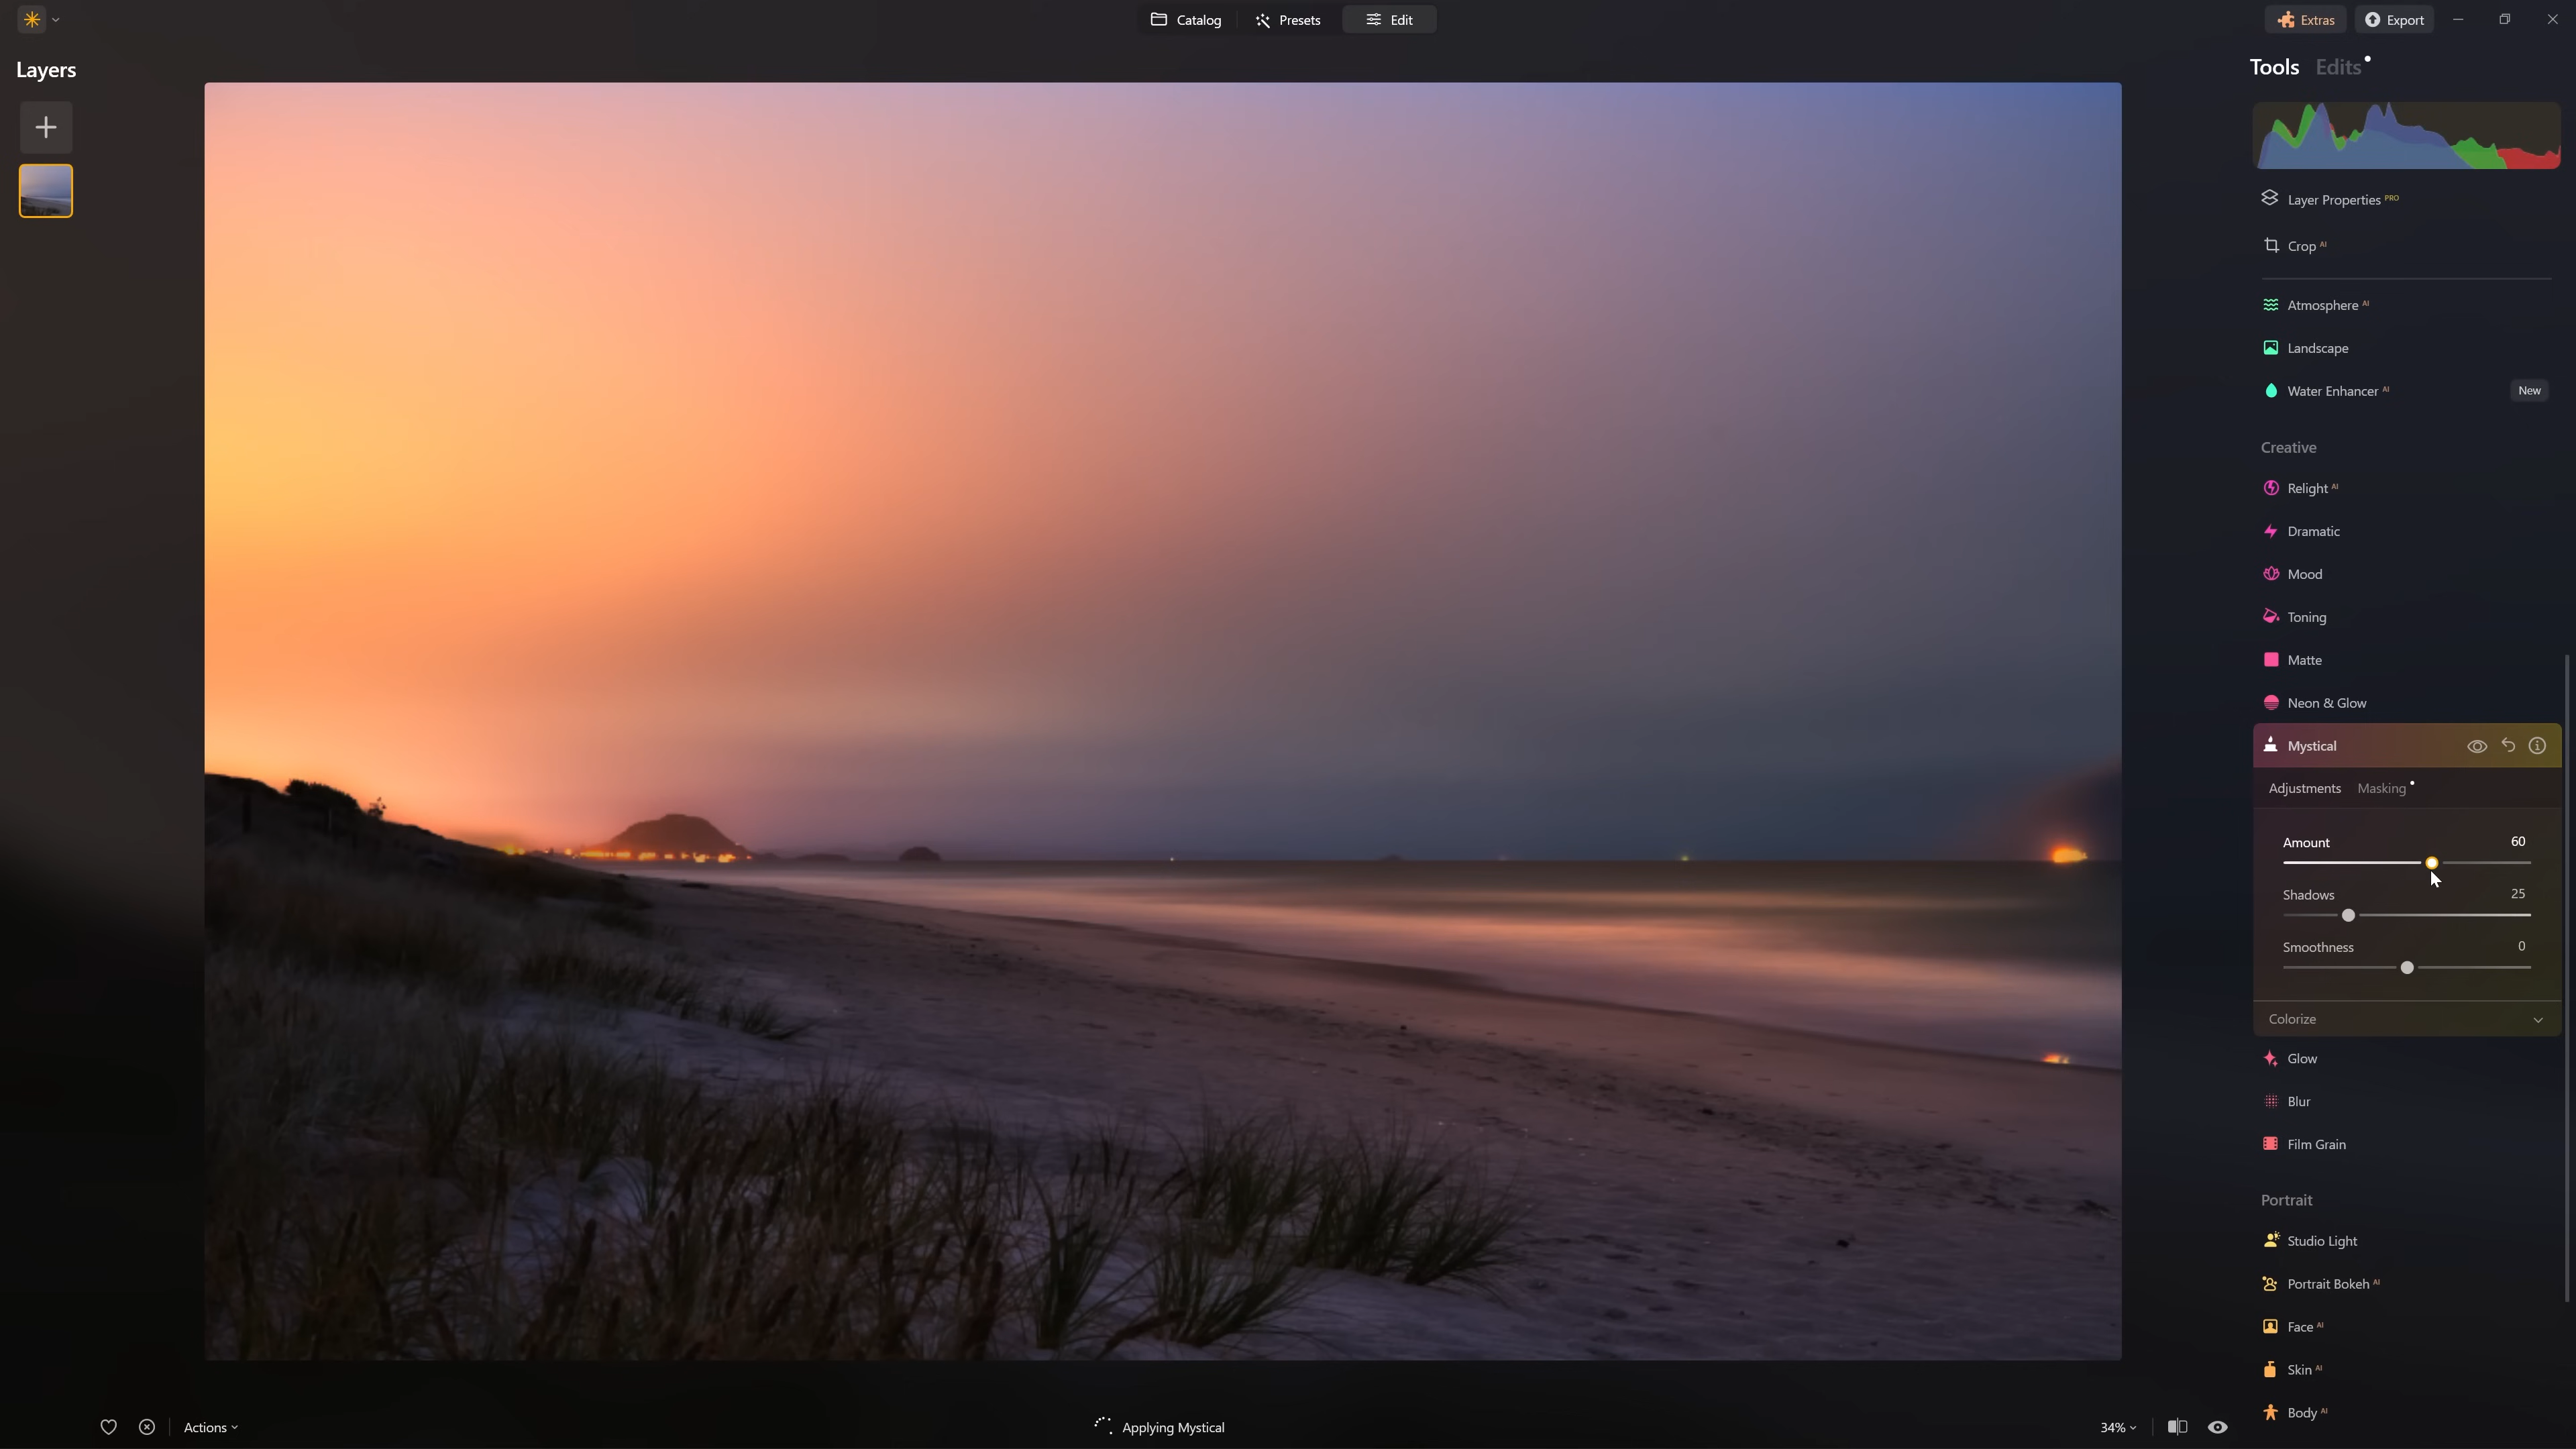 Catalog
Presets
Edit
Extras
Export
Layers
Tools Edits
Layer Properties PRO
Crop AI
Atmosphere AI
Landscape
Water Enhancer AI New
Creative
Relight AI
Dramatic
Mood
Toning
Matte
Neon & Glow
Mystical
Adjustments Masking
Amount 60
Shadows 25
Smoothness 0
Colorize
Glow
Blur
Film Grain
Portrait
Studio Light
Portrait Bokeh AI
Face AI
Skin AI
Body AI
Actions
Applying Mystical
34%